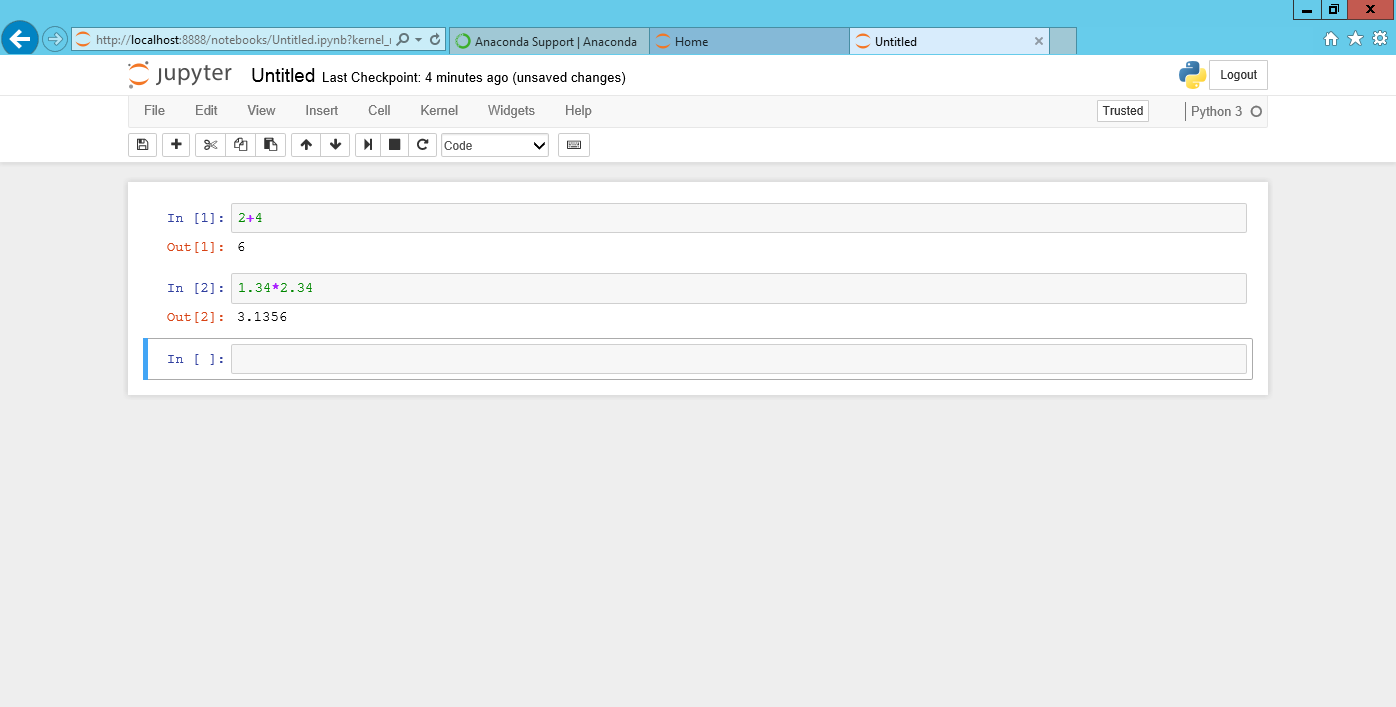 http://localhost:8888/notebooks/Untitled.ipynb?kernel_ Anaconda Support | Anaconda Home Untitled
jupyter Untitled Last Checkpoint: 4 minutes ago (unsaved changes) Logout
File Edit View Insert Cell Kernel Widgets Help Trusted Python 3
Code
In [1]: 2+4
Out[1]: 6
In [2]: 1.34*2.34
Out[2]: 3.1356
In [ ]: